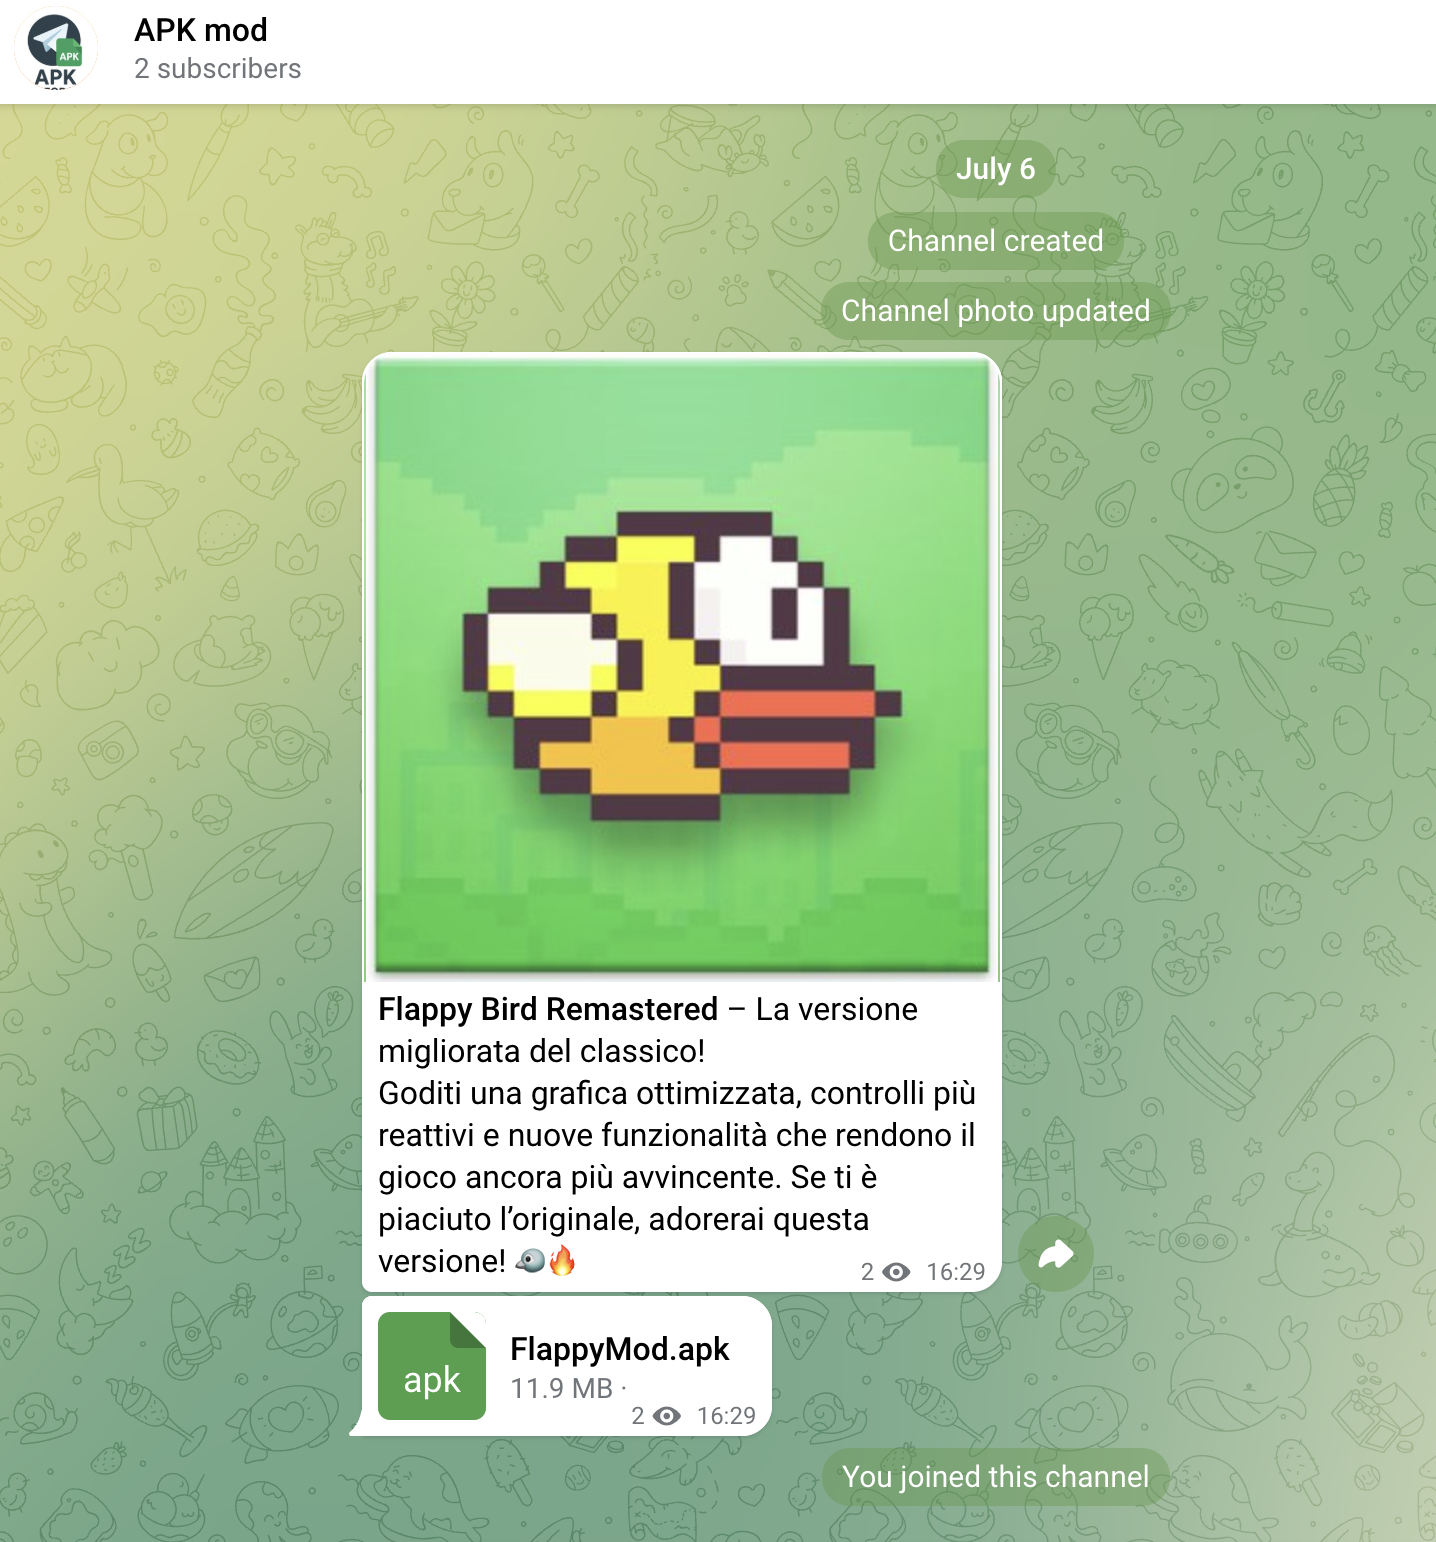 APK mod
2 subscribers
APK
APK
July 6
Channel created
Channel photo updated
Flappy Bird Remastered – La versione
migliorata del classico!
Goditi una grafica ottimizzata, controlli più
reattivi e nuove funzionalità che rendono il
gioco ancora più avvincente. Se ti è
piaciuto l’originale, adorerai questa
versione! 🐦🔥
2 16:29
apk
FlappyMod.apk
11.9 MB ·
2 16:29
You joined this channel